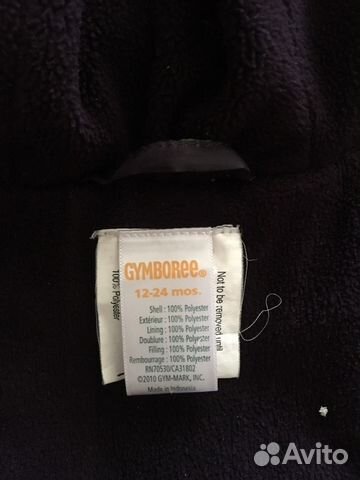 GYMBOREE®
12-24 mos.
Shell : 100% Polyester
Extérieur : 100% Polyester
Lining : 100% Polyester
Doublure : 100% Polyester
Filling : 100% Polyester
Rembourrage : 100% Polyester
RN70530/CA31802
©2010 GYM-MARK, INC.
Made in Indonesia
100% Polyester
Not to be removed until
Avito